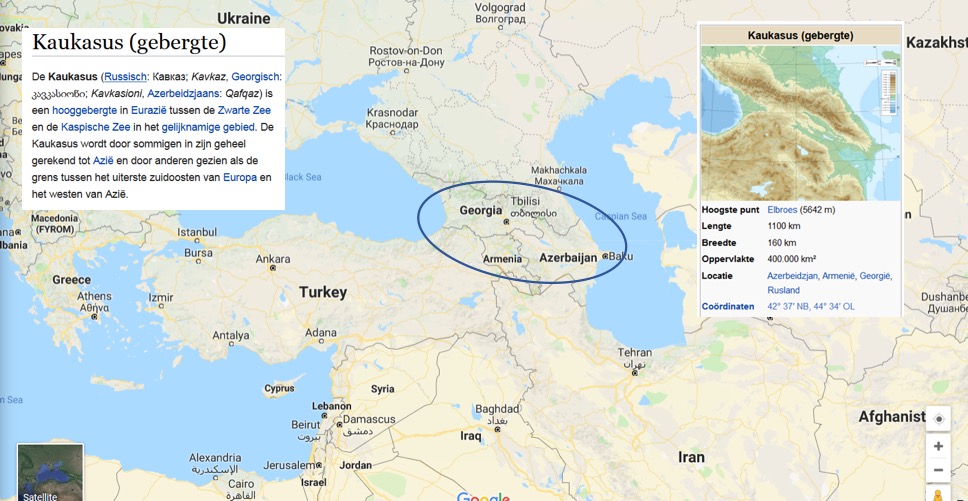 Kaukasus (gebergte)
De Kaukasus (Russisch: Кавказ; Kavkaz, Georgisch:
კავკასიონი; Kavkasioni, Azerbeidzjaans: Qafqaz) is
een hooggebergte in Eurazië tussen de Zwarte Zee
en de Kaspische Zee in het gelijknamige gebied. De
Kaukasus wordt door sommigen in zijn geheel
gerekend tot Azië en door anderen gezien als de
grens tussen het uiterste zuidoosten van Europa en
het westen van Azië.
Kaukasus (gebergte)
Hoogste punt Elbroes (5642 m)
Lengte 1100 km
Breedte 160 km
Oppervlakte 400.000 km²
Locatie Azerbeidzjan, Armenië, Georgië,
Rusland
Coördinaten 42° 37' NB, 44° 34' OL
Ukraine
Volgograd
Волгоград
Kazakhst
Rostov-on-Don
Ростов-на-Дону
Krasnodar
Краснодар
Makhachkala
Махачкала
lack Sea
Georgia
Tbilisi
თბილისი
Caspian Sea
Macedonia
(FYROM)
lbania
Istanbul
Bursa
Ankara
Armenia
Azerbaijan
Baku
Greece
Athens
Αθήνα
Izmir
Turkey
Antalya
Adana
Dushanbe
Душанбе
Tehran
تهران
Cyprus
Syria
n Sea
Lebanon
Beirut
بيروت
Damascus
دمشق
Baghdad
بغداد
Iraq
Afghanist
Alexandria
الإسكندرية
Jerusalem
Jordan
Israel
Iran
Cairo
القاهرة
Satellite
Google